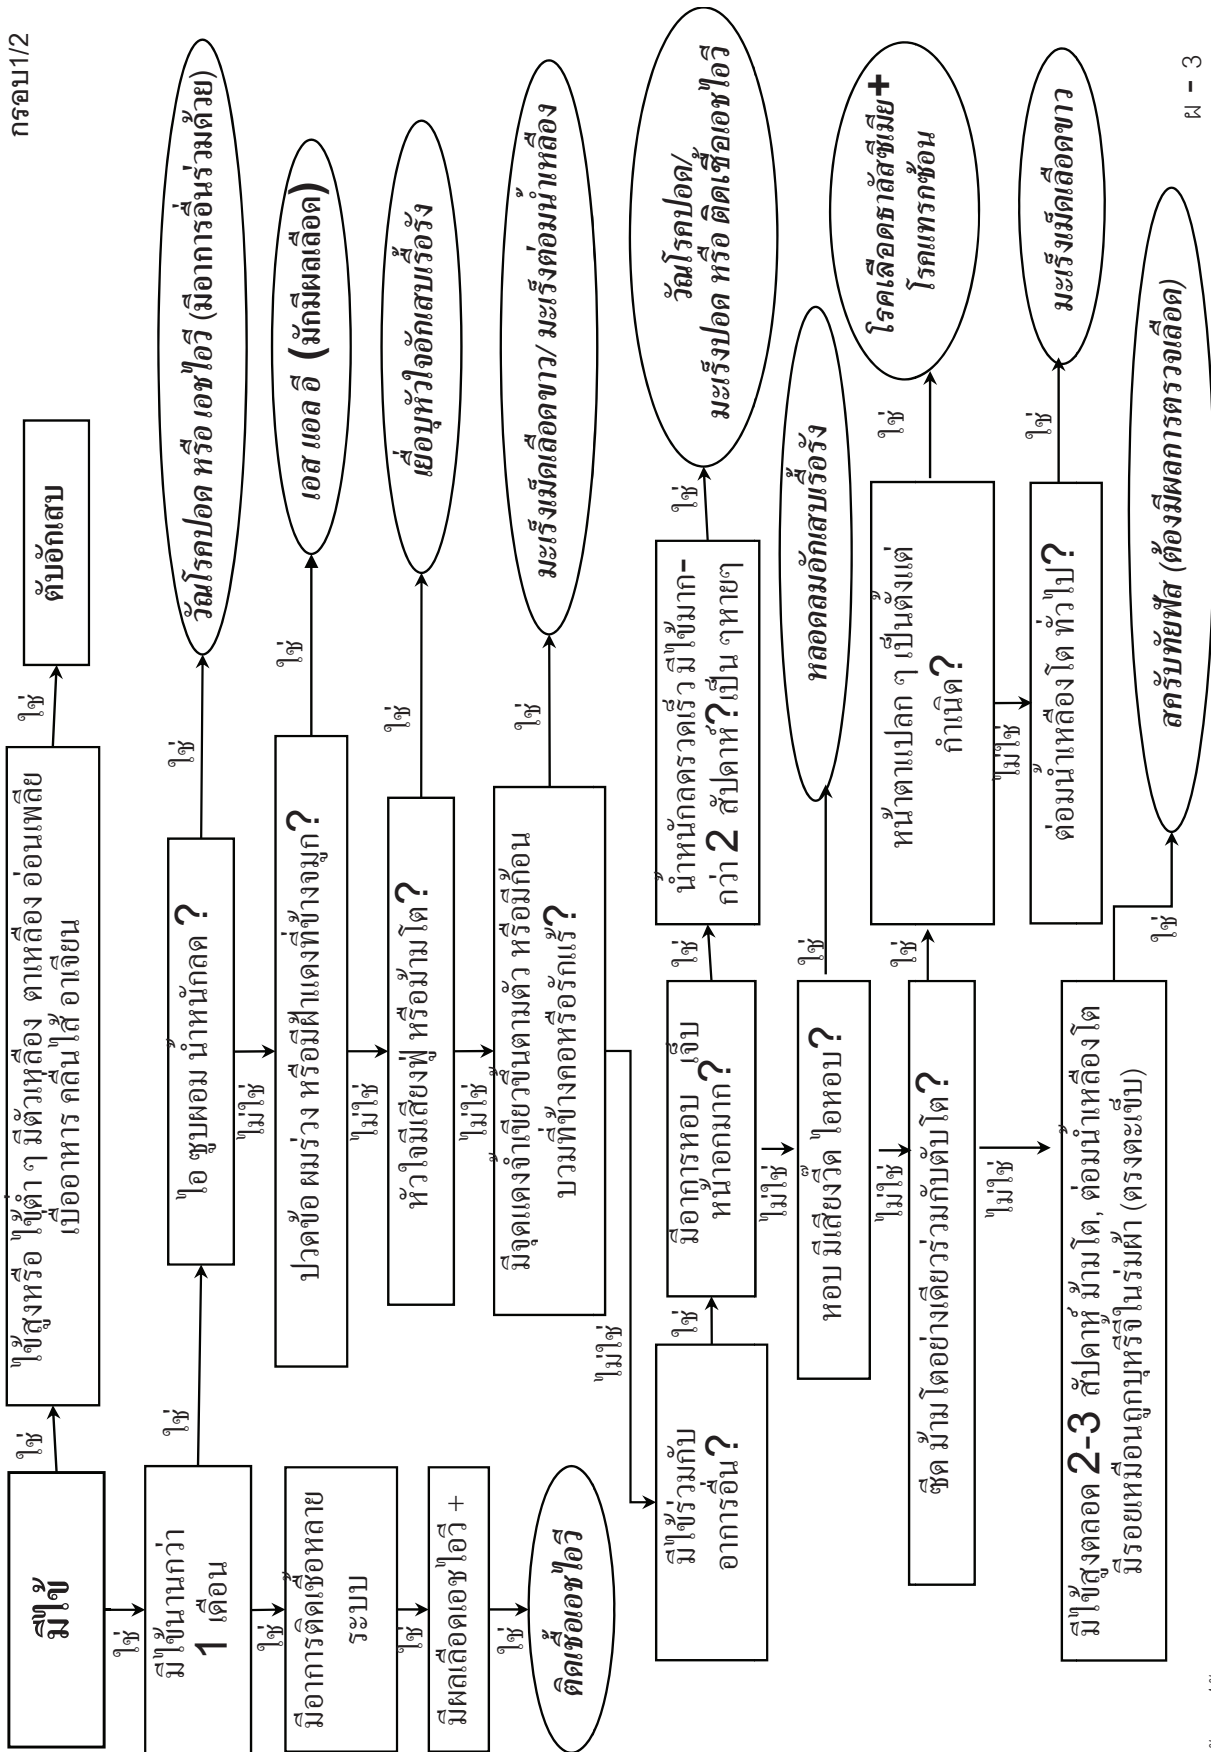 กรอบ1/2
มีไข้
ใช่
ไข้สูงหรือ ไข้ต่ำ ๆ มีตัวเหลือง ตาเหลือง อ่อนเพลีย
เบื่ออาหาร คลื่นไส้ อาเจียน
ใช่
ตับอักเสบ
ใช่
มีไข้นานกว่า
1 เดือน
ใช่
ไอ ซูบผอม น้ำหนักลด ?
ใช่
วัณโรคปอด หรือ เอชไอวี (มีอาการอื่นร่วมด้วย)
ไม่ใช่
ปวดข้อ ผมร่วง หรือมีฝ้าแดงที่ข้างจมูก?
ใช่
เอส แอล อี (มักมีผลเลือด)
ไม่ใช่
หัวใจมีเสียงฟู่ หรือม้ามโต?
ใช่
เยื่อบุหัวใจอักเสบเรื้อรัง
ไม่ใช่
มีจุดแดงจ้ำเขียวขึ้นตามตัว หรือมีก้อน
บวมที่ข้างคอหรือรักแร้?
ใช่
มะเร็งเม็ดเลือดขาว/ มะเร็งต่อมน้ำเหลือง
ใช่
มีอาการติดเชื้อหลาย
ระบบ
ใช่
มีผลเลือดเอชไอวี +
ใช่
ติดเชื้อเอชไอวี
ไม่ใช่
มีไข้ร่วมกับ
อาการอื่น?
ใช่
มีอาการหอบ เจ็บ
หน้าอกมาก?
ใช่
น้ำหนักลดรวดเร็ว มีไข้มาก-
กว่า 2 สัปดาห์?เป็น ๆหายๆ
ใช่
วัณโรคปอด/
มะเร็งปอด หรือ ติดเชื้อเอชไอวี
ไม่ใช่
หอบ มีเสียงวี้ด ไอหอบ?
ใช่
หลอดลมอักเสบเรื้อรัง
ไม่ใช่
ซีด ม้ามโตอย่างเดียวร่วมกับตับโต?
ใช่
หน้าตาแปลก ๆ เป็นตั้งแต่
กำเนิด?
ใช่
โรคเลือดธาลัสซีเมีย+
โรคแทรกซ้อน
ไม่ใช่
ต่อมน้ำเหลืองโต ทั่วไป?
ใช่
มะเร็งเม็ดเลือดขาว
ไม่ใช่
มีไข้สูงตลอด 2-3 สัปดาห์ ม้ามโต, ต่อมน้ำเหลืองโต
มีรอยเหมือนถูกบุหรี่จี้ในร่มผ้า (ตรงตะเข็บ)
ใช่
สครับทัยฟัส (ต้องมีผลการตรวจเลือด)
ผ - 3